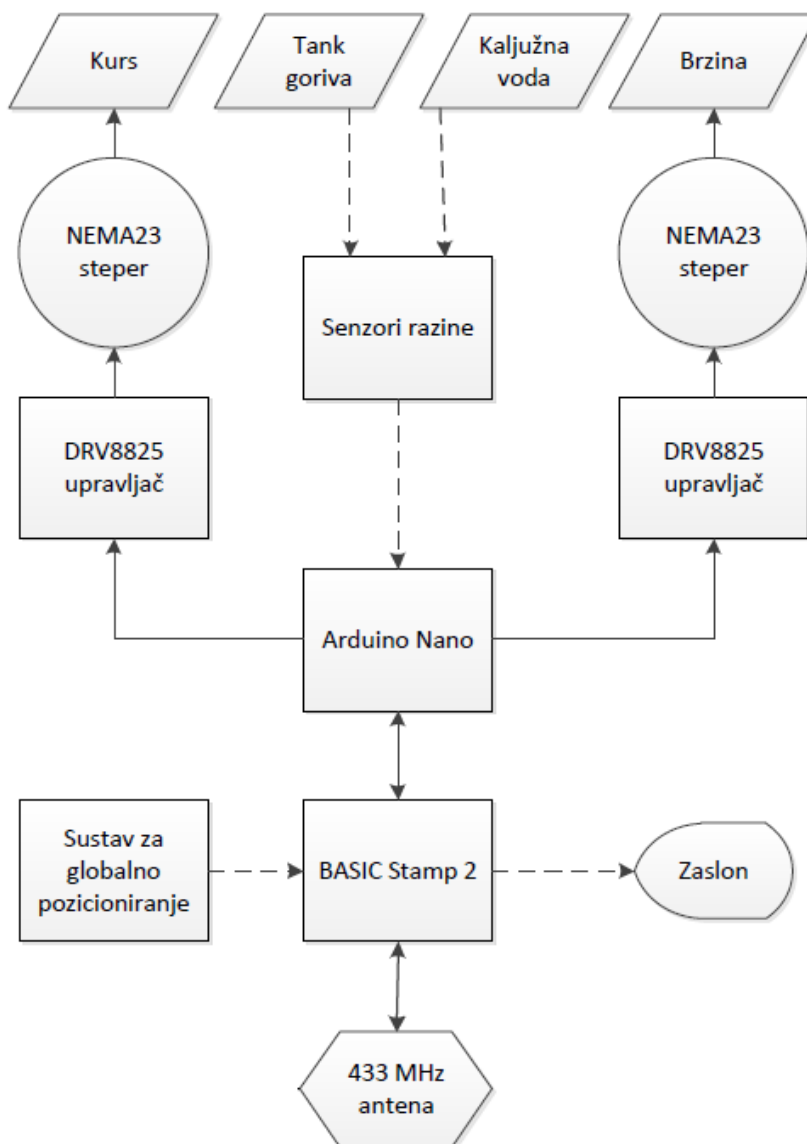 Kurs
Tank
goriva
Kaljužna
voda
Brzina
NEMA23
steper
NEMA23
steper
Senzori razine
DRV8825
upravljač
DRV8825
upravljač
Arduino Nano
Sustav za
globalno
pozicioniranje
BASIC Stamp 2
Zaslon
433 MHz
antena